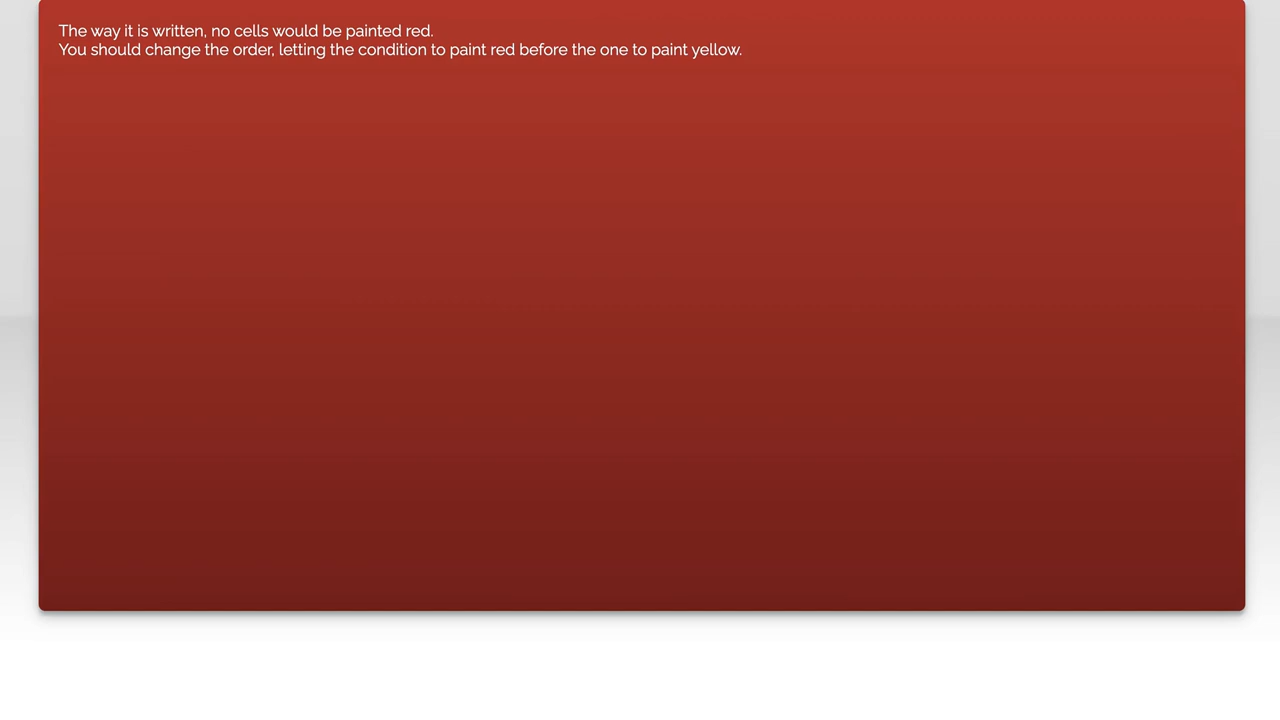 The way it is written, no cells would be painted red.
You should change the order, letting the condition to paint red before the one to paint yellow.